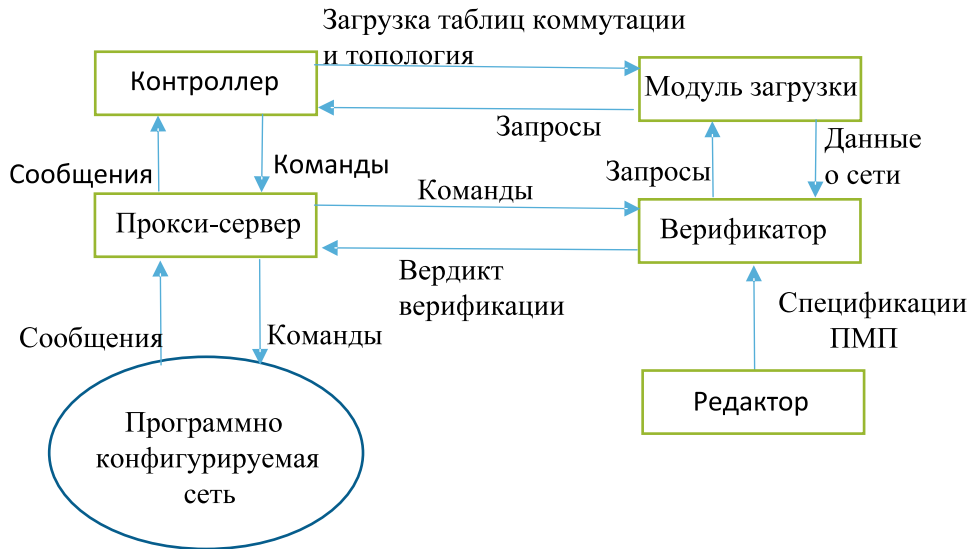 Загрузка таблиц коммутации
и топология
Контроллер
Модуль загрузки
Запросы
Сообщения
Команды
Запросы
Данные
о сети
Команды
Прокси-сервер
Верификатор
Вердикт
верификации
Сообщения
Команды
Спецификации
ПМП
Редактор
Программно
конфигурируемая
сеть